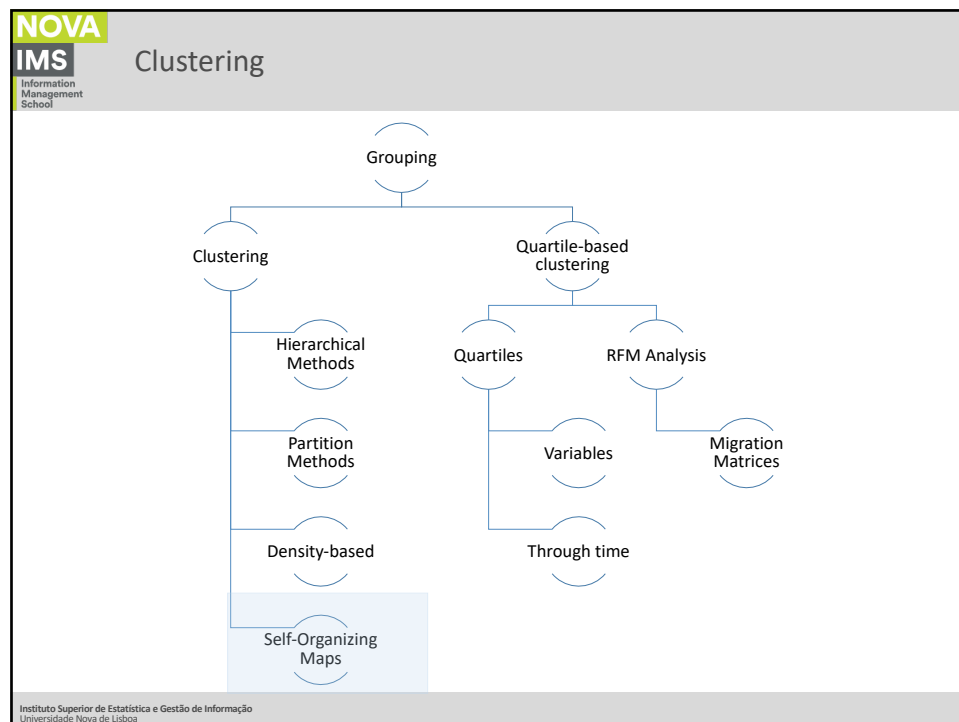 NOVA
IMS
Information
Management
School
Clustering
Grouping
Clustering
Quartile-based
clustering
Hierarchical
Methods
Quartiles
RFM Analysis
Partition
Methods
Variables
Migration
Matrices
Density-based
Through time
Self-Organizing
Maps
Instituto Superior de Estatística e Gestão de Informação
Universidade Nova de Lisboa